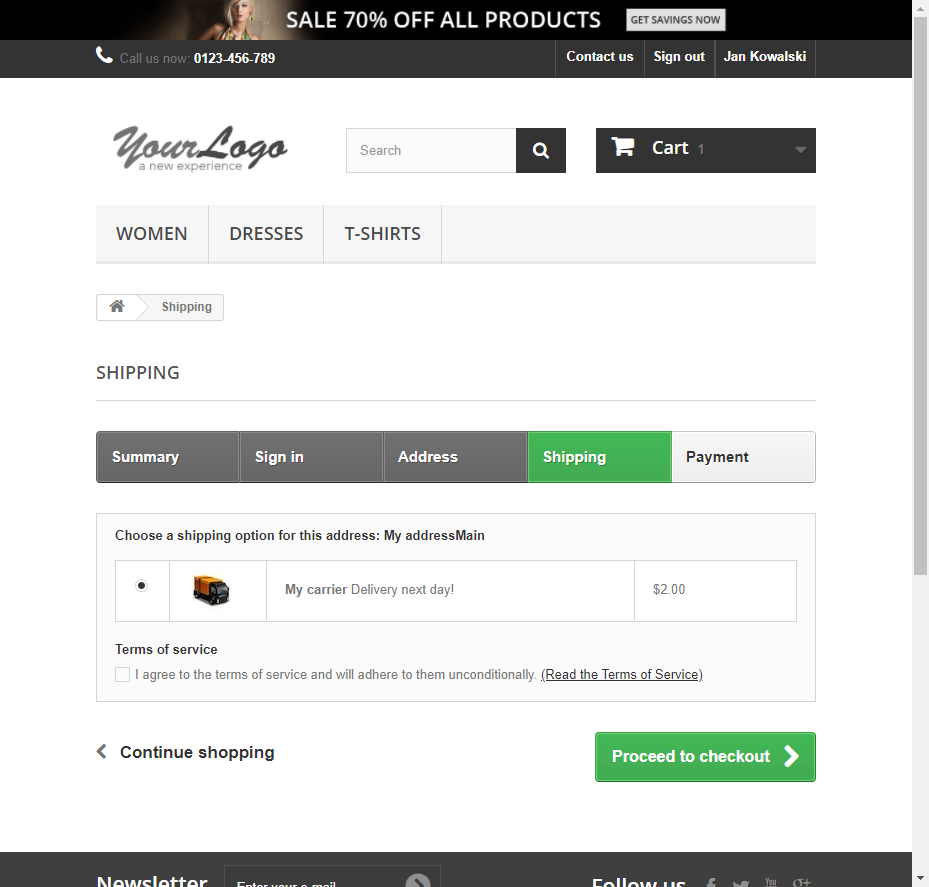 SALE 70% OFF ALL PRODUCTS GET SAVINGS NOW
Call us now: 0123-456-789 Contact us Sign out Jan Kowalski
YourLogo
a new experience
Search
Cart 1
WOMEN DRESSES T-SHIRTS
Shipping
SHIPPING
Summary Sign in Address Shipping Payment
Choose a shipping option for this address: My addressMain
My carrier Delivery next day! $2.00
Terms of service
I agree to the terms of service and will adhere to them unconditionally. (Read the Terms of Service)
Continue shopping Proceed to checkout
Newsletter Enter your e-mail Follow us You g+